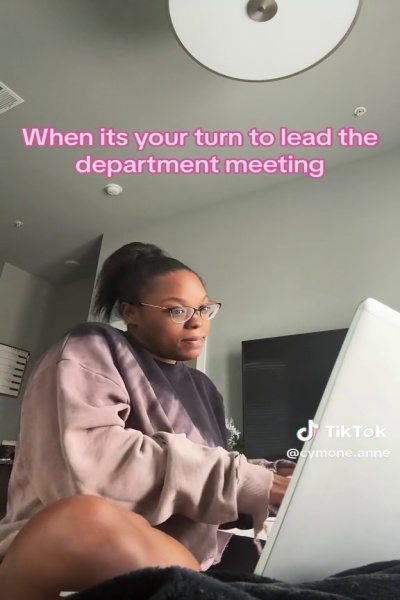 When its your turn to lead the
department meeting
TikTok
@cymone.anne